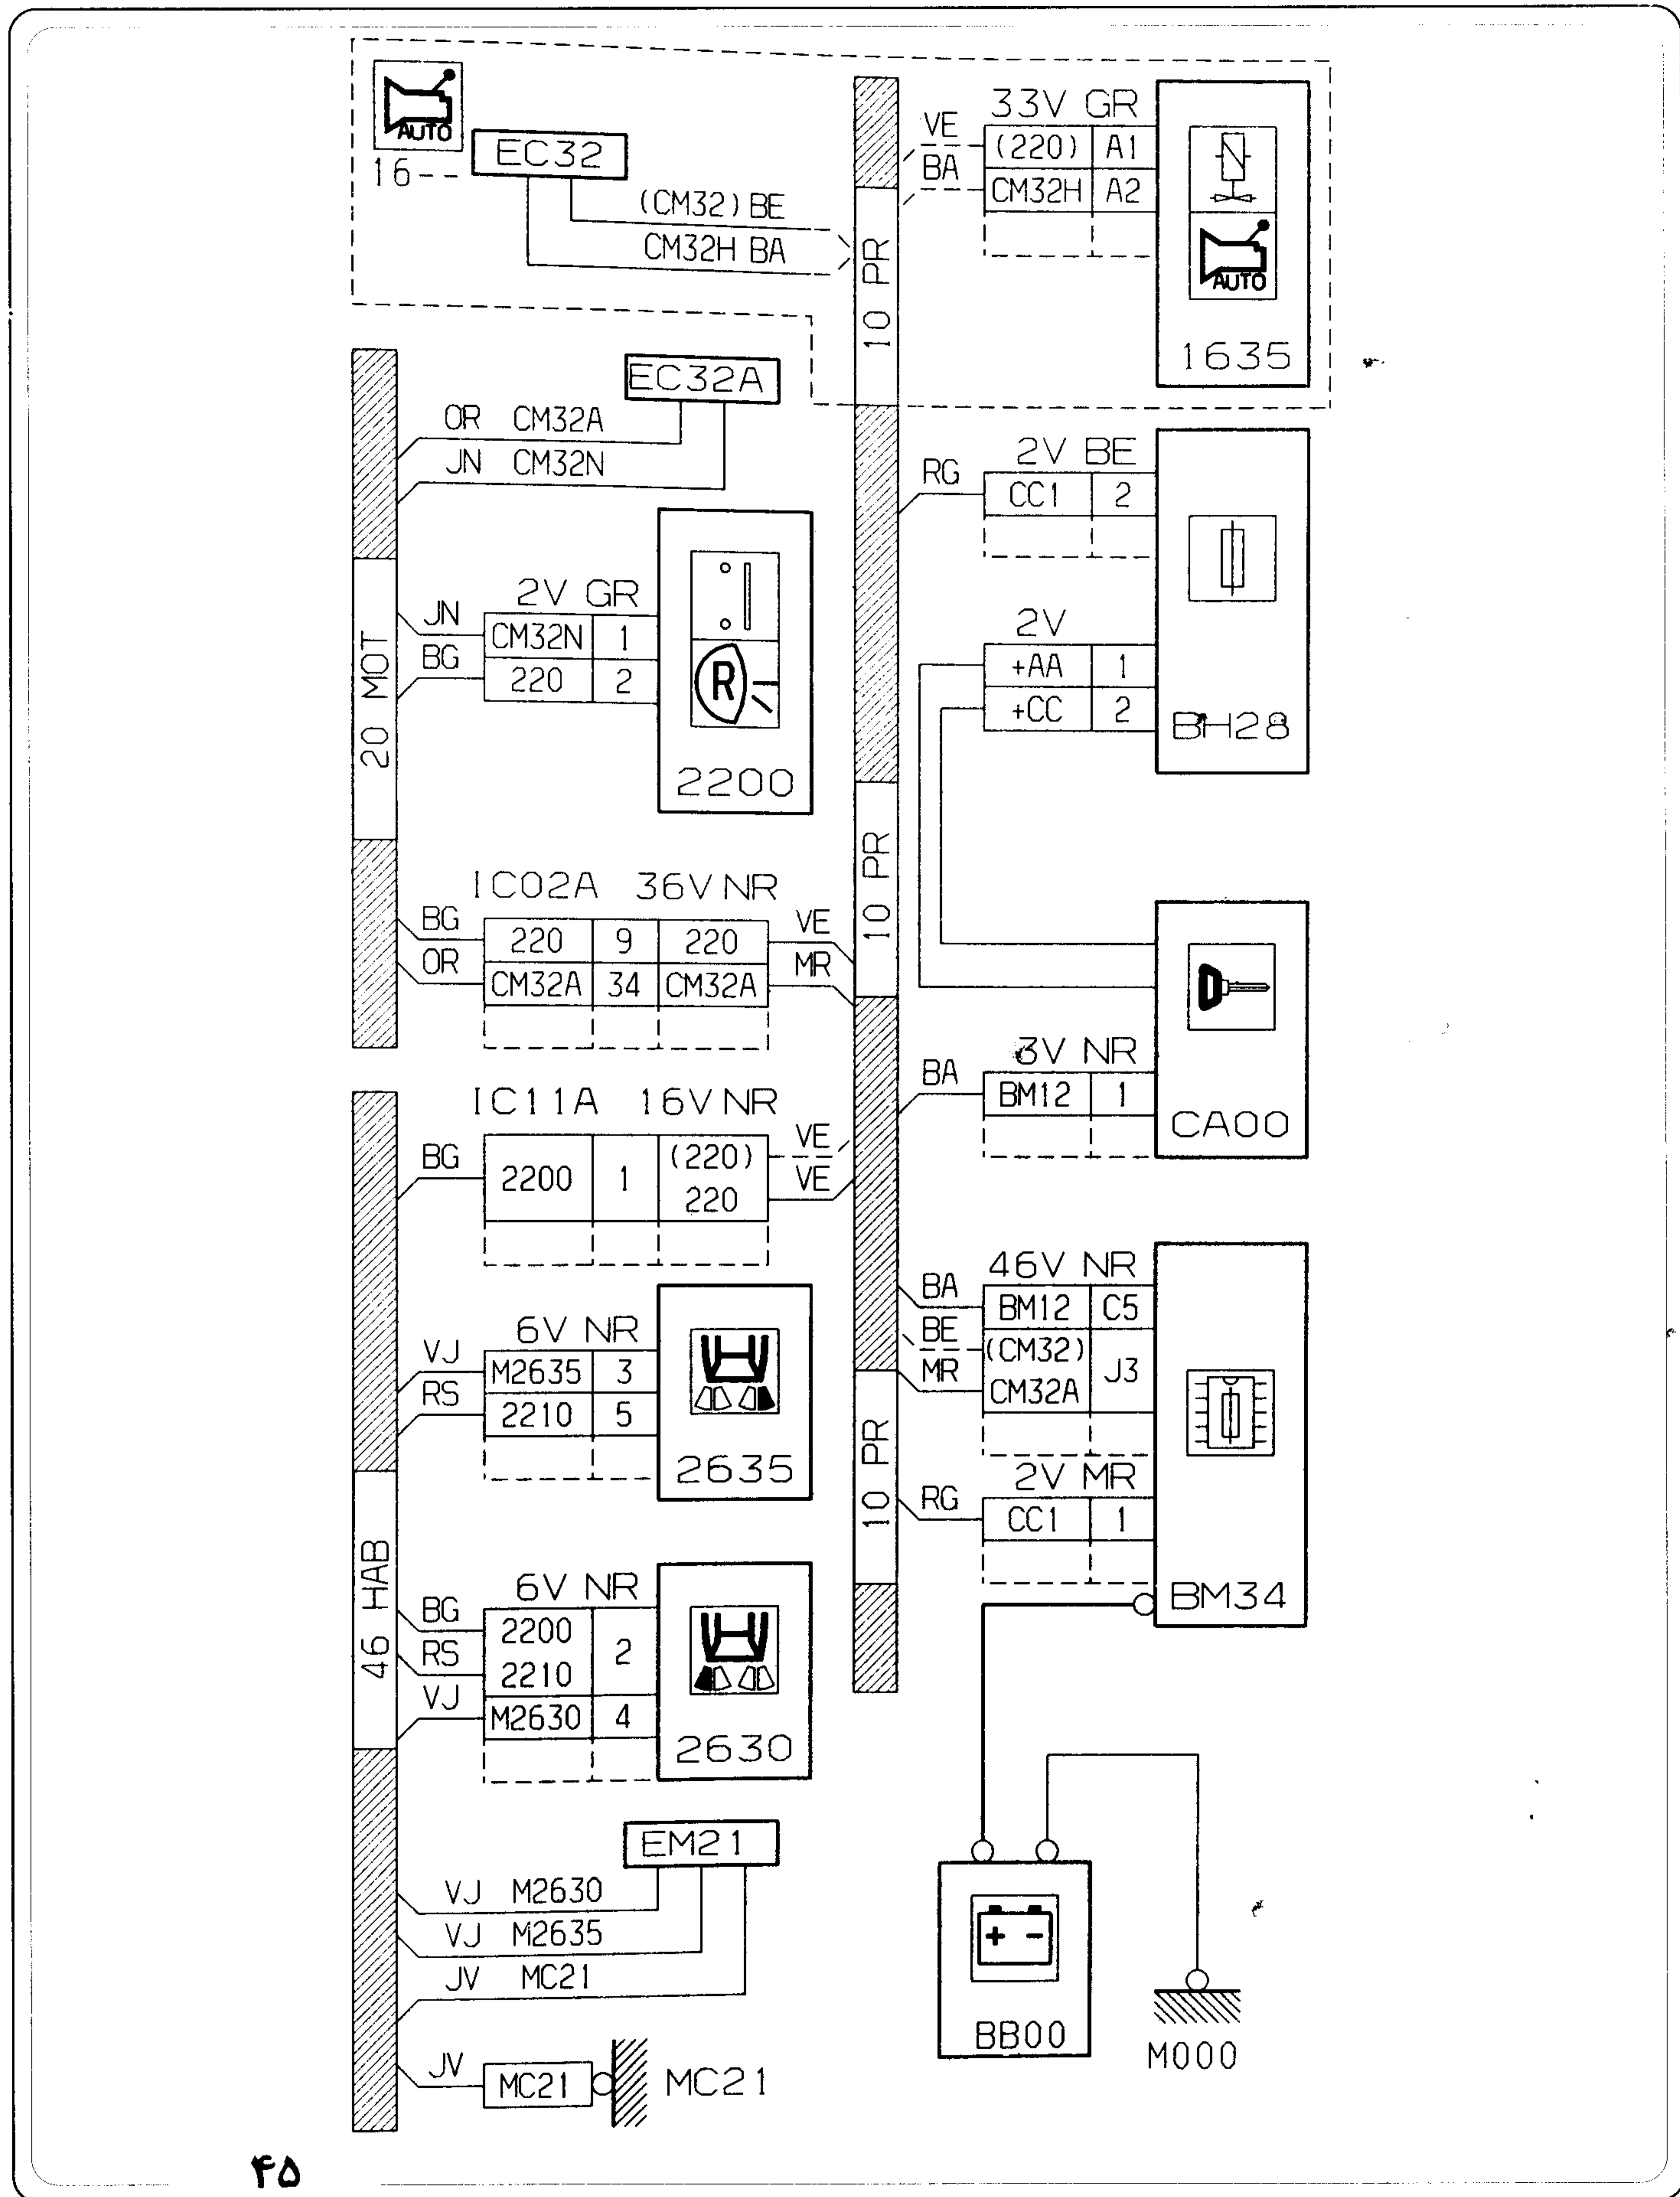 AUTO
16--
EC32
(CM32) BE
CM32H BA
10 PR
VE
BA
33V GR
(220) A1
CM32H A2
AUTO
1635
EC32A
OR CM32A
JN CM32N
20 MOT
JN
BG
2V GR
CM32N 1
220 2
R
2200
IC02A 36V NR
BG
OR
220 9 220
CM32A 34 CM32A
VE
MR
RG
2V BE
CC1 2
2V
+AA 1
+CC 2
BH28
10 PR
BA
3V NR
BM12 1
CA00
IC11A 16V NR
BG
2200 1 (220)
220
VE
VE
46 HAB
6V NR
VJ
RS
M2635 3
2210 5
2635
6V NR
BG
RS
VJ
2200
2210
2
M2630 4
2630
EM21
VJ M2630
VJ M2635
JV MC21
JV
MC21
MC21
10 PR
46V NR
BA
BE
MR
BM12 C5
(CM32)
CM32A
J3
2V MR
RG
CC1 1
BM34
+ -
BB00
M000
۴۵